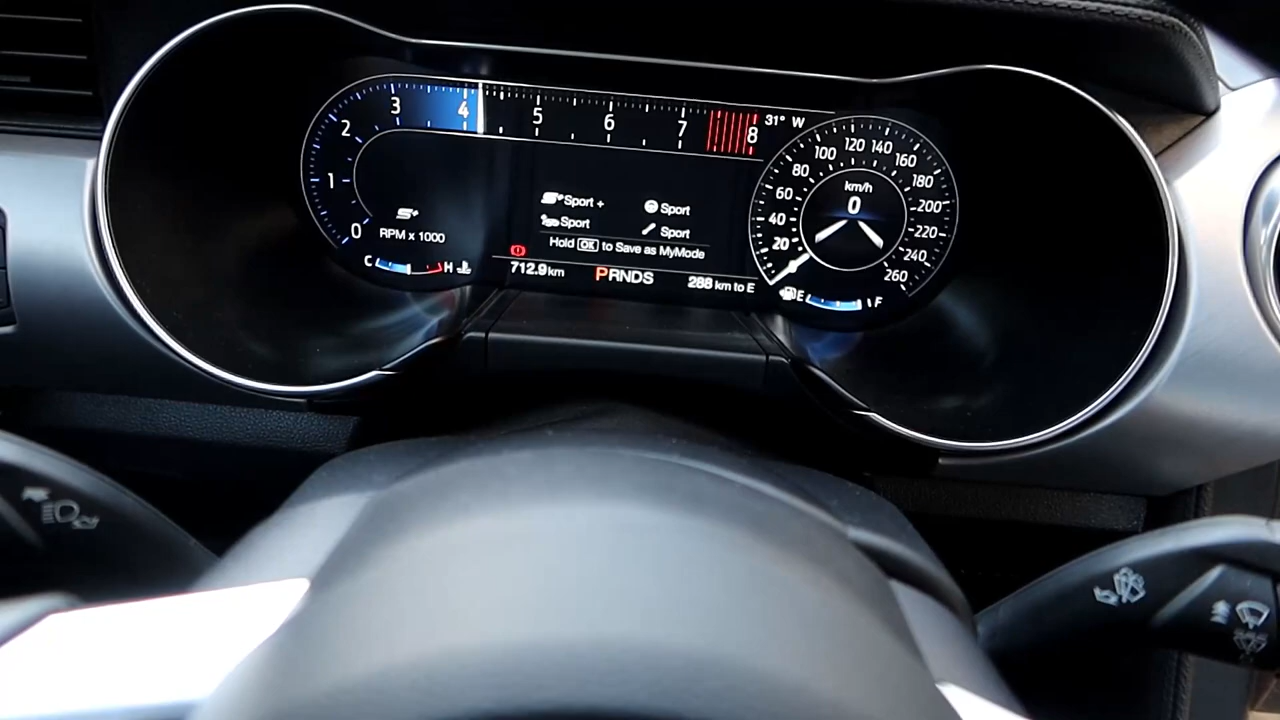 0 1 2 3 4 5 6 7 8
31° W
S+
RPM x 1000
C H
Sport +
Sport
Sport
Sport
Hold OK to Save as MyMode
712.9 km
PRNDS
288 km to E
20 40 60 80 100 120 140 160 180 200 220 240 260
km/h
0
E F